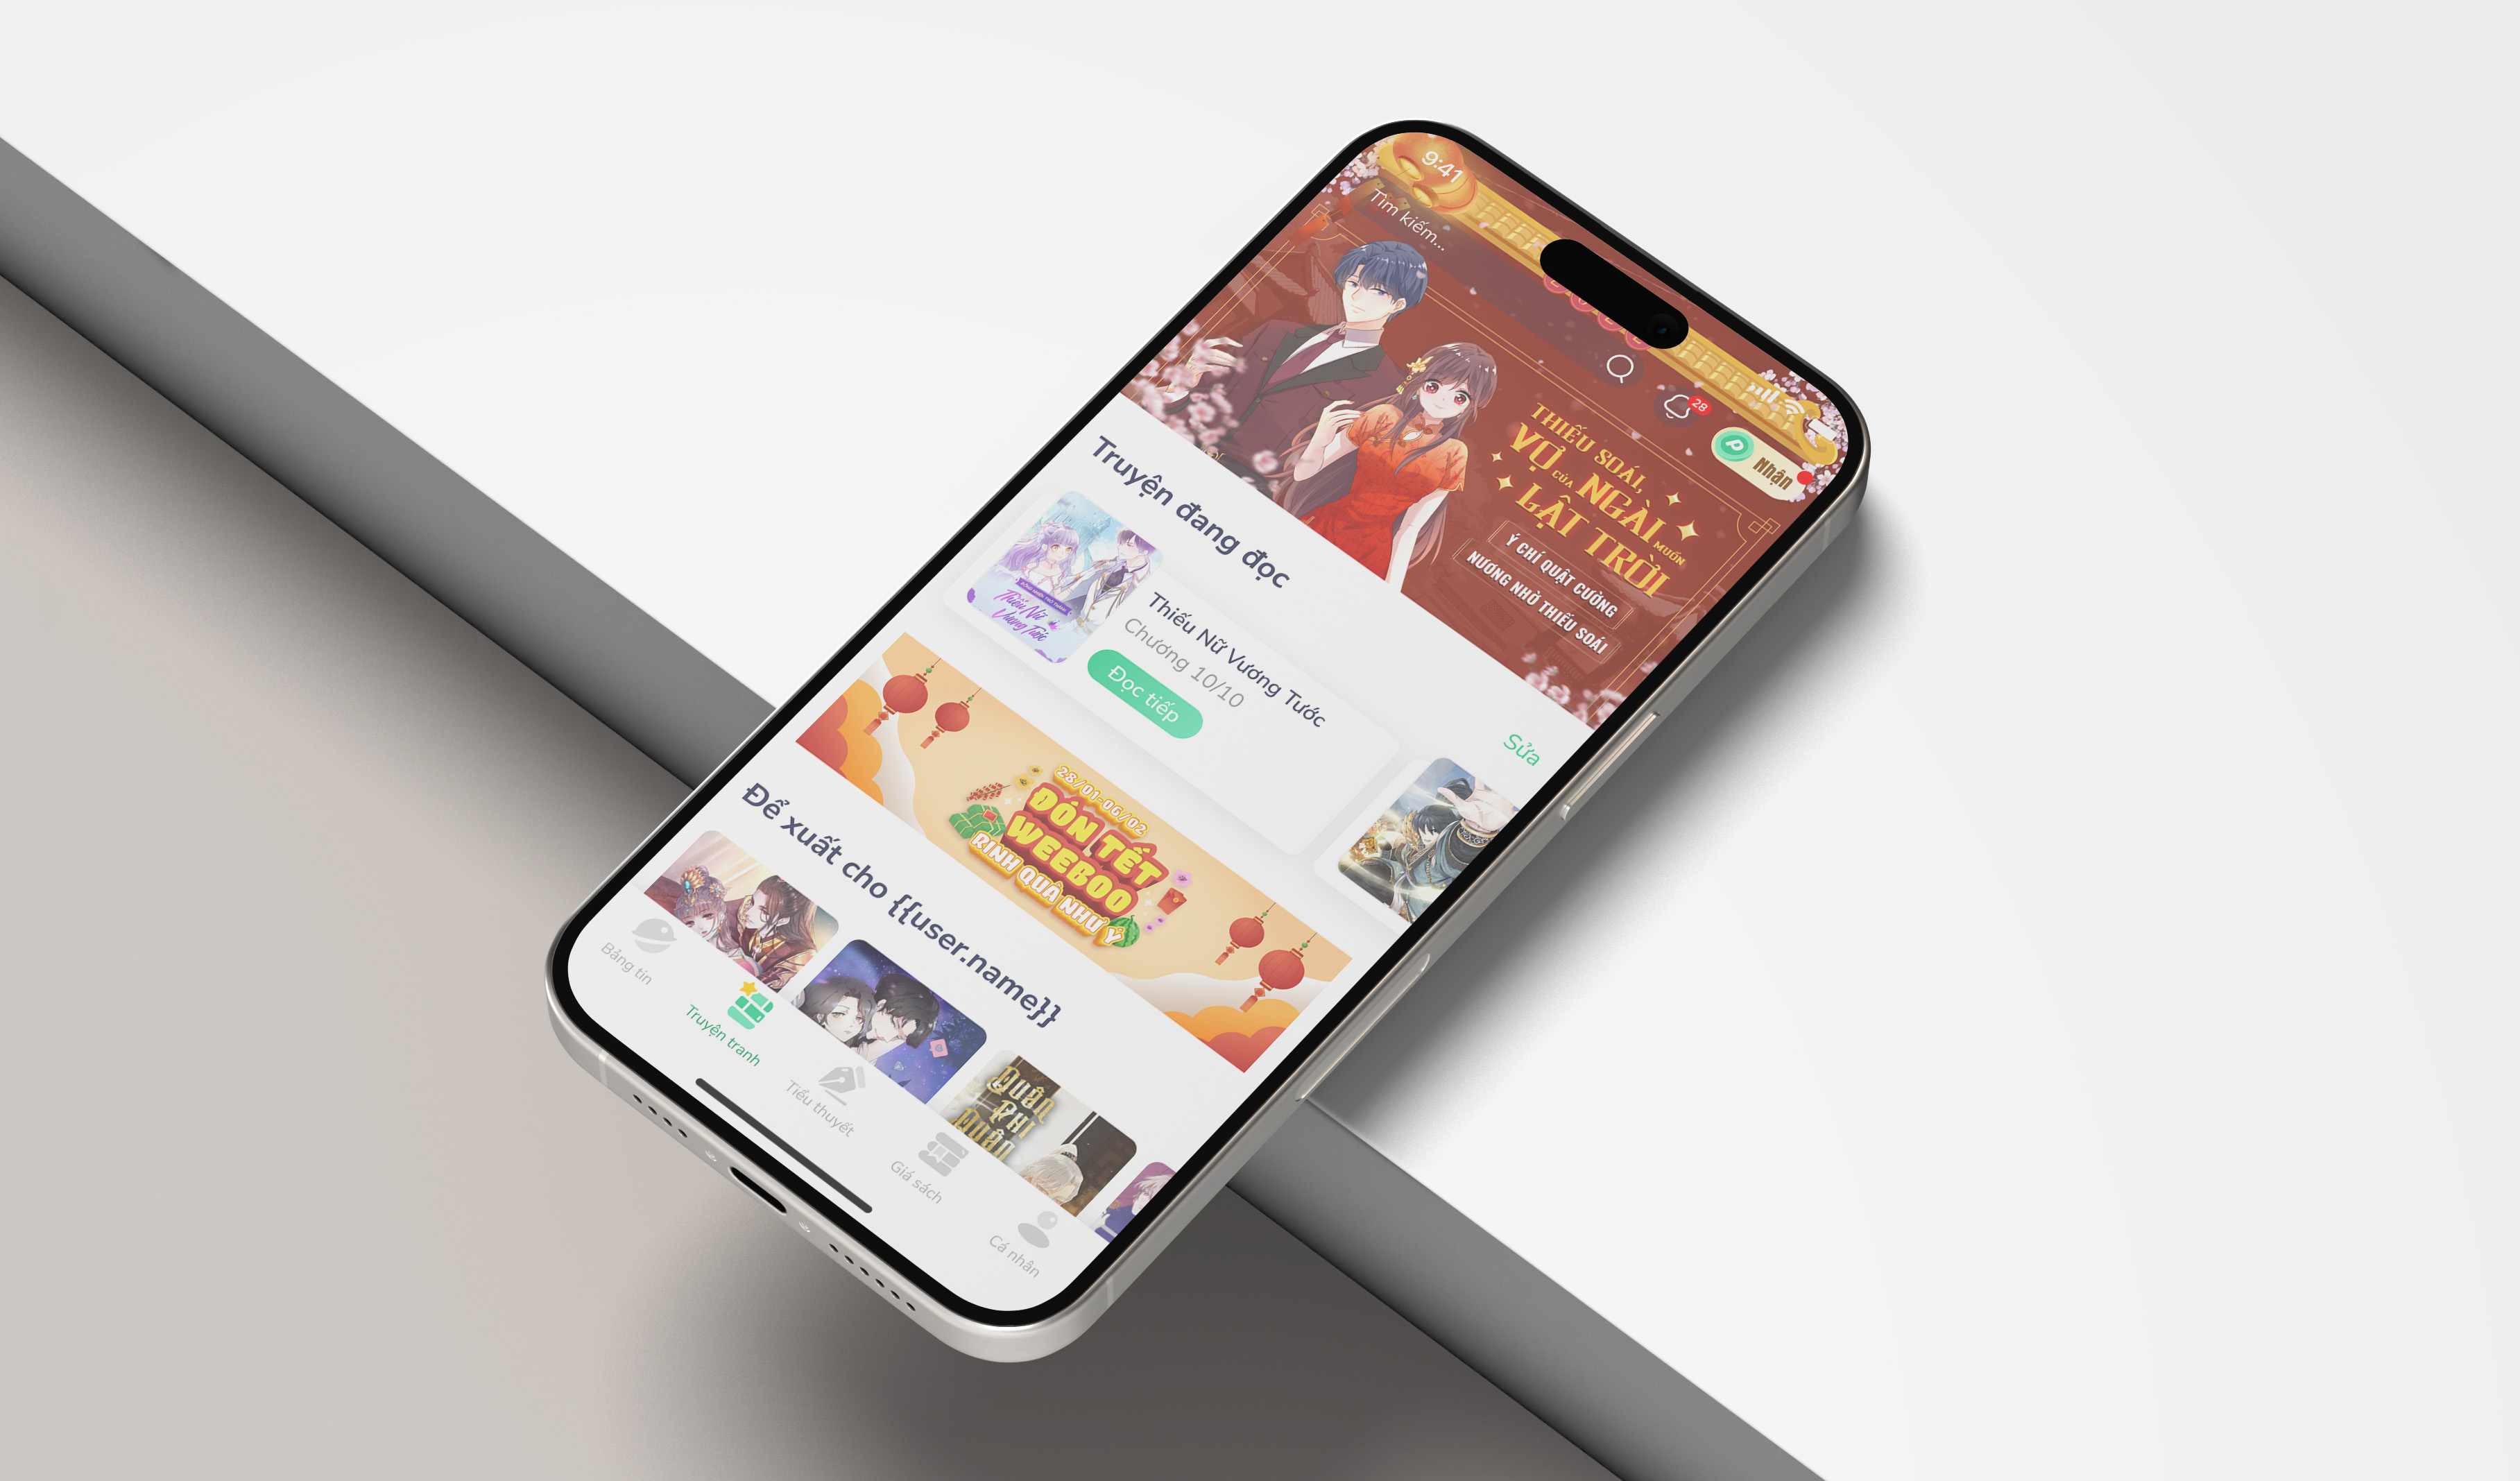 9:41
Tìm kiếm...
28
Nhận
THIẾU SOÁI,
VỢ CỦA NGÀI MUỐN
LẬT TRỜI
Ý CHÍ QUẬT CƯỜNG
NƯƠNG NHỜ THIẾU SOÁI
Truyện đang đọc
Sửa
Thiếu Nữ
Vương Tước
Thiếu Nữ Vương Tước
Chương 10/10
Đọc tiếp
28/01-06/02
ĐÓN TẾT
WEEBOO
RINH QUÀ NHƯ Ý
Đề xuất cho {{user.name}}
Quân
Phi
Quân
Bảng tin
Truyện tranh
Tiểu thuyết
Giá sách
Cá nhân